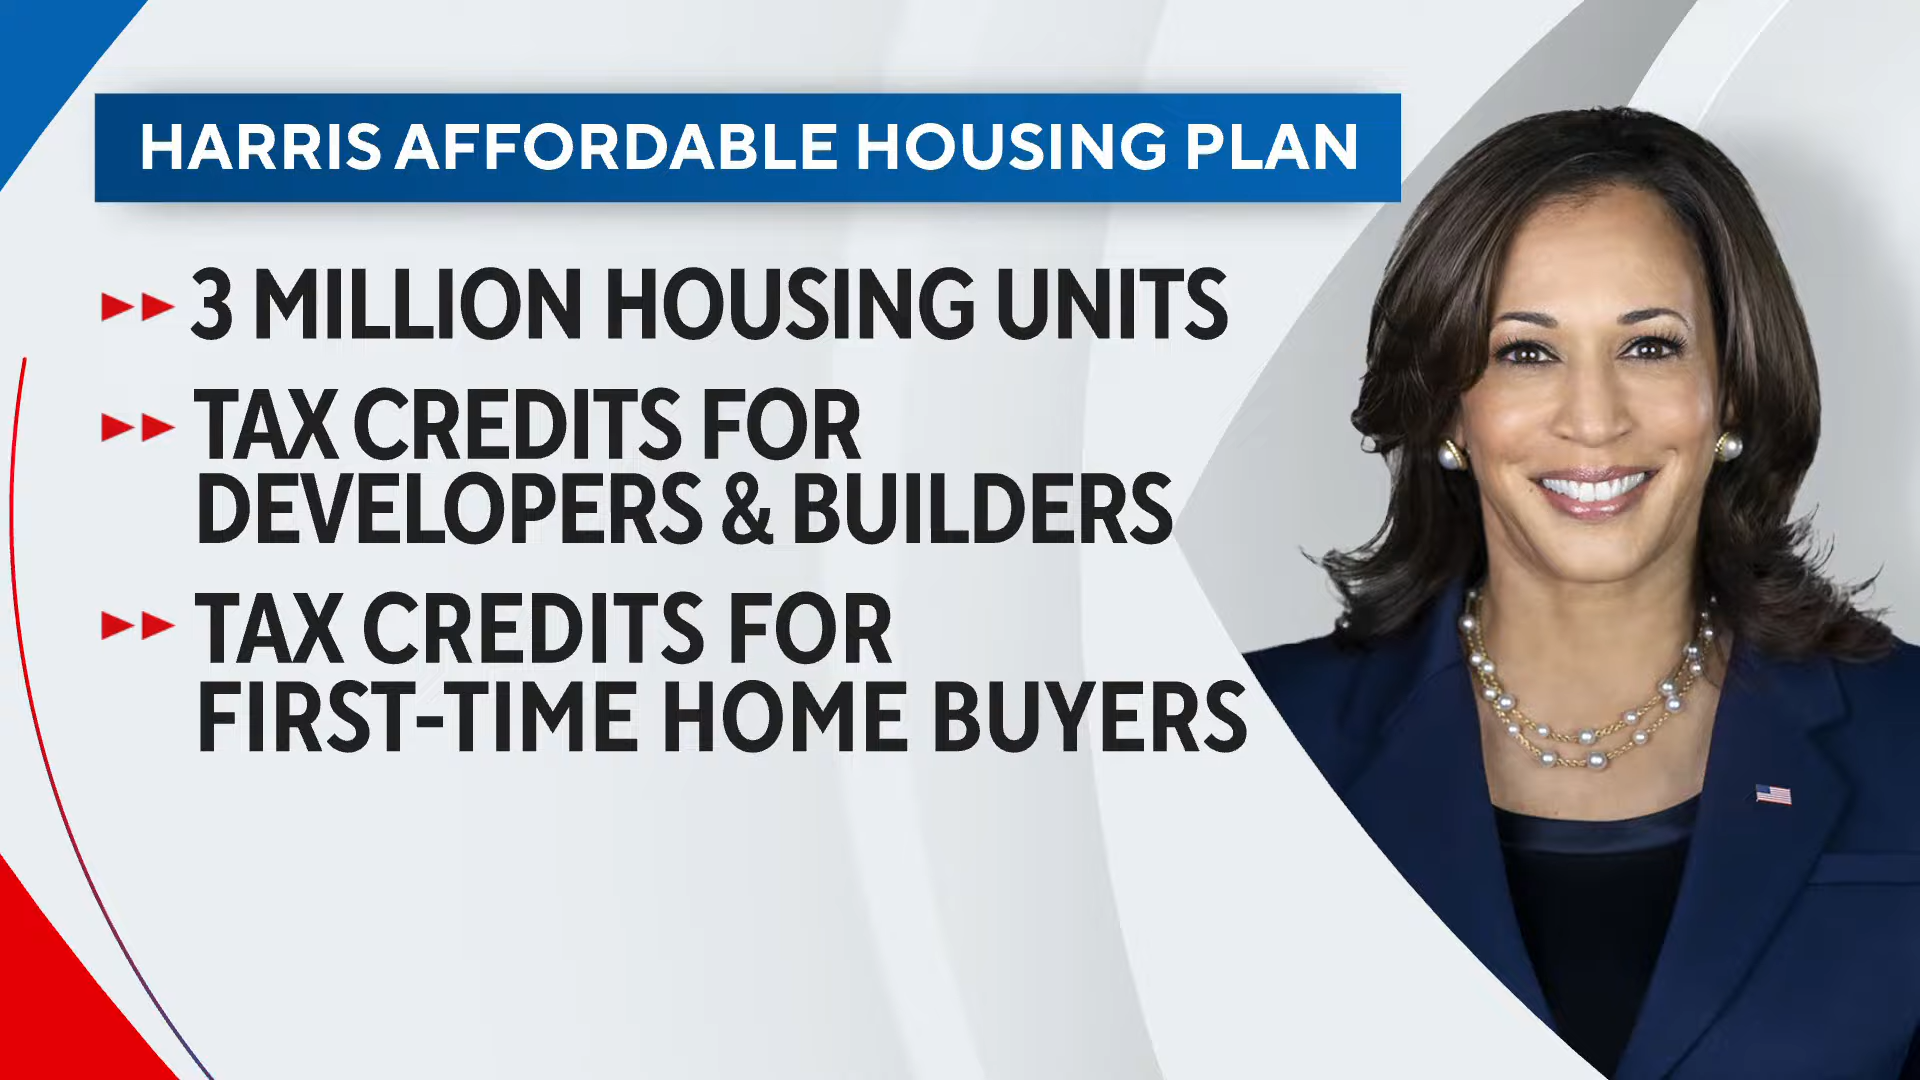 HARRIS AFFORDABLE HOUSING PLAN
3 MILLION HOUSING UNITS
TAX CREDITS FOR
DEVELOPERS & BUILDERS
TAX CREDITS FOR
FIRST-TIME HOME BUYERS